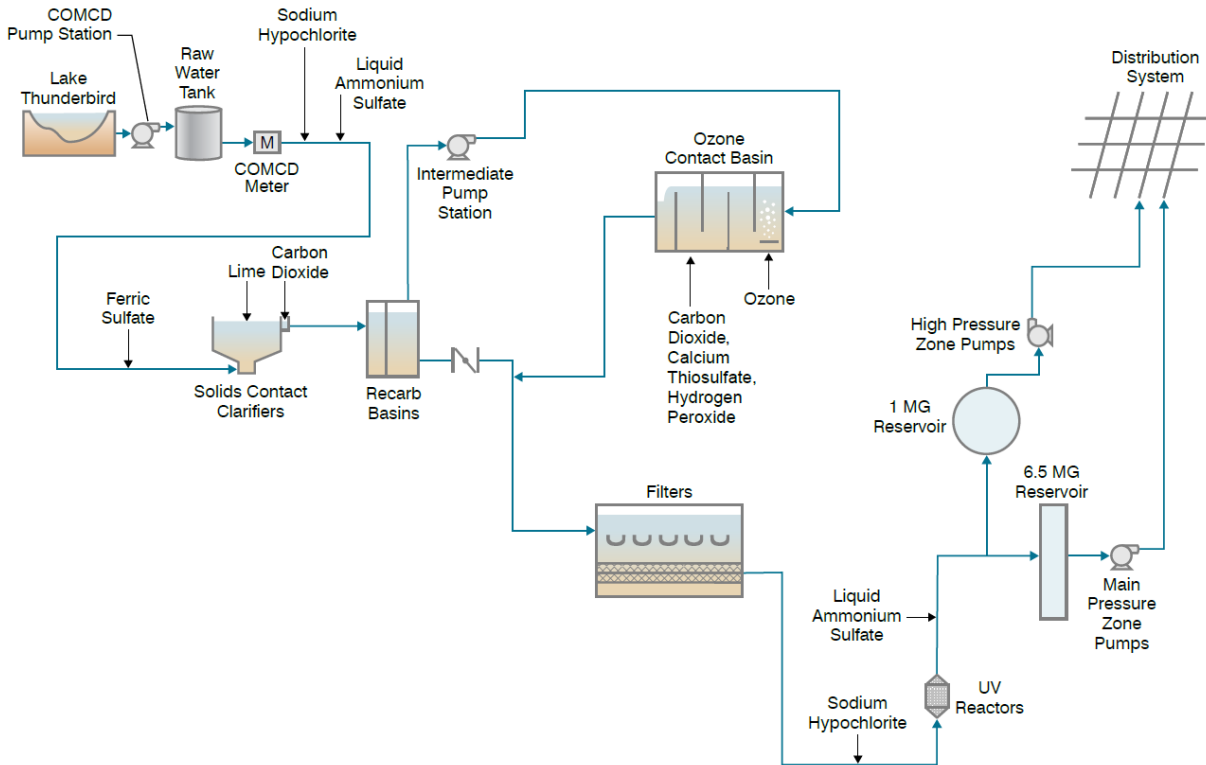 COMCD
Pump Station
Lake
Thunderbird
Raw
Water
Tank
M
COMCD
Meter
Sodium
Hypochlorite
Liquid
Ammonium
Sulfate
Intermediate
Pump
Station
Ozone
Contact Basin
Carbon
Dioxide,
Calcium
Thiosulfate,
Hydrogen
Peroxide
Ozone
Distribution
System
Ferric
Sulfate
Lime
Carbon
Dioxide
Solids Contact
Clarifiers
Recarb
Basins
High Pressure
Zone Pumps
1 MG
Reservoir
6.5 MG
Reservoir
Main
Pressure
Zone
Pumps
Filters
Liquid
Ammonium
Sulfate
Sodium
Hypochlorite
UV
Reactors